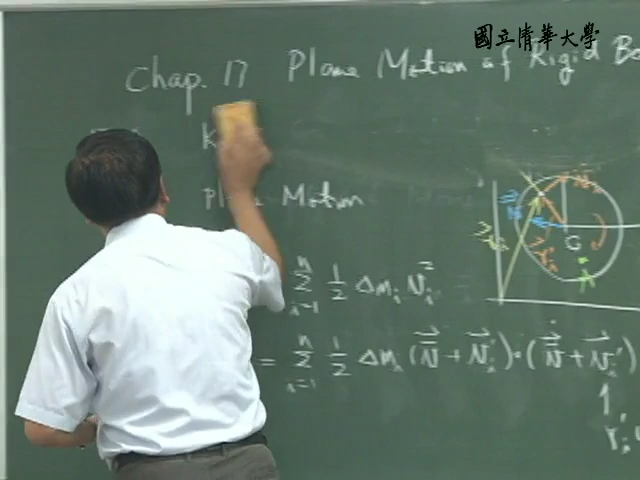 國立清華大學
Chap. 17 Plane Motion of Rigid Bo
K
Plane Motion
n∑i=1 1/2 Δmᵢ vᵢ²
= n∑i=1 1/2 Δmᵢ (v̄⃗ + v⃗ᵢ′)·(v̄⃗ + v⃗ᵢ′)
G